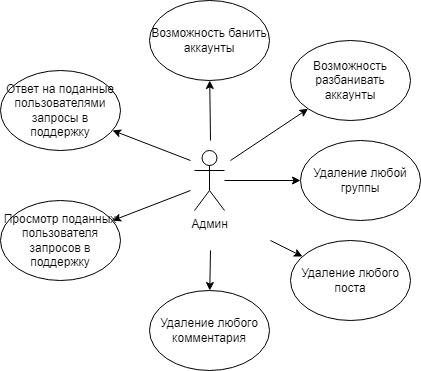 Возможность банить
аккаунты
Возможность
разбанивать
аккаунты
Ответ на поданные
пользователями
запросы в
поддержку
Удаление любой
группы
Просмотр поданных
пользователя
запросов в
поддержку
Админ
Удаление любого
поста
Удаление любого
комментария